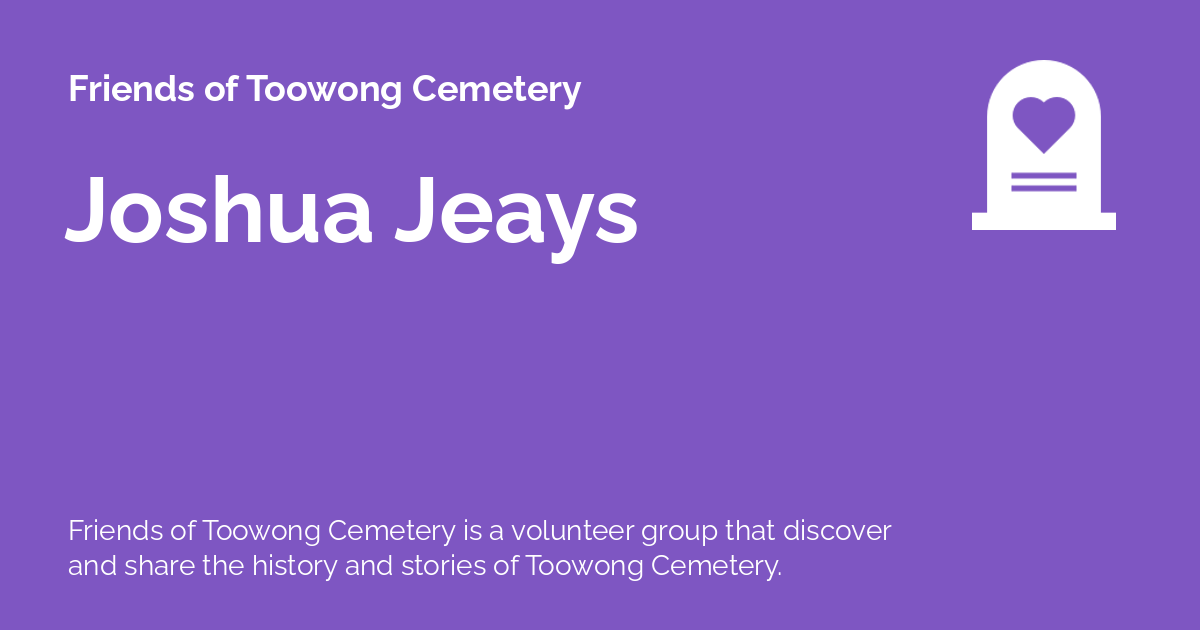 Friends of Toowong Cemetery
Joshua Jeays
Friends of Toowong Cemetery is a volunteer group that discover
and share the history and stories of Toowong Cemetery.